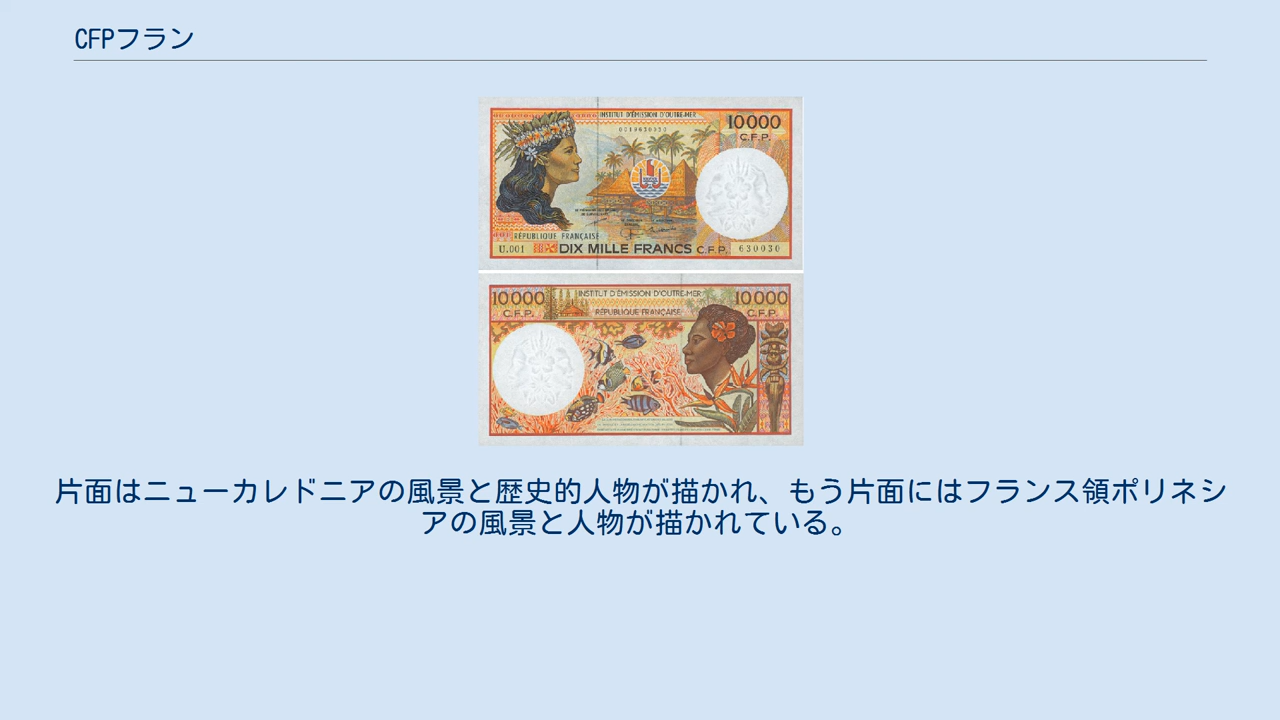 CFPフラン
INSTITUT D'ÉMISSION D'OUTRE-MER
10000
C.F.P.
RÉPUBLIQUE FRANÇAISE
U.001
DIX MILLE FRANCS C.F.P.
630030
10000
C.F.P.
INSTITUT D'ÉMISSION D'OUTRE-MER
RÉPUBLIQUE FRANÇAISE
10000
C.F.P.
片面はニューカレドニアの風景と歴史的人物が描かれ、もう片面にはフランス領ポリネシ
アの風景と人物が描かれている。